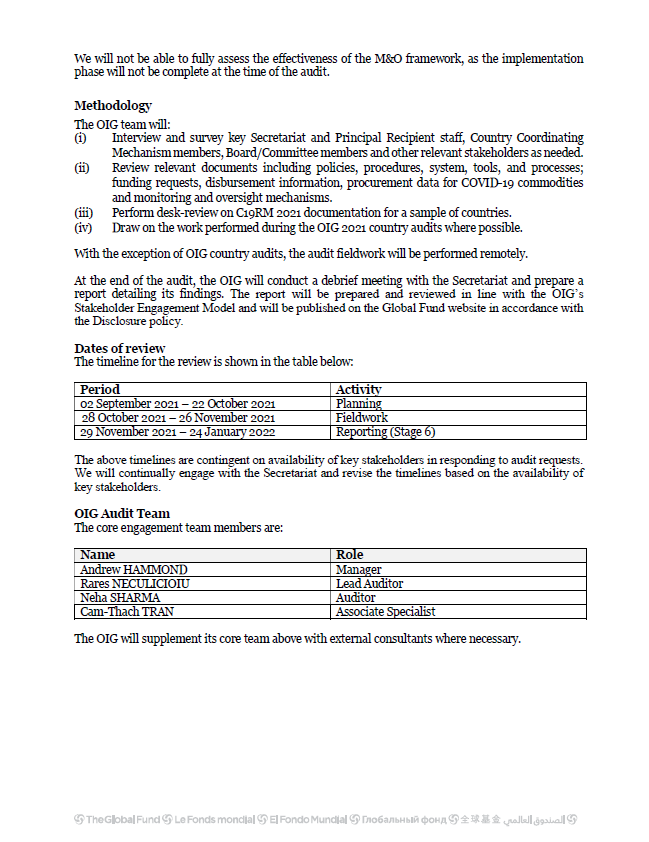 We will not be able to fully assess the effectiveness of the M&O framework, as the implementation
phase will not be complete at the time of the audit.
Methodology
The OIG team will:
(i) Interview and survey key Secretariat and Principal Recipient staff, Country Coordinating
Mechanism members, Board/Committee members and other relevant stakeholders as needed.
(ii) Review relevant documents including policies, procedures, system, tools, and processes;
funding requests, disbursement information, procurement data for COVID-19 commodities
and monitoring and oversight mechanisms.
(iii) Perform desk-review on C19RM 2021 documentation for a sample of countries.
(iv) Draw on the work performed during the OIG 2021 country audits where possible.
With the exception of OIG country audits, the audit fieldwork will be performed remotely.
At the end of the audit, the OIG will conduct a debrief meeting with the Secretariat and prepare a
report detailing its findings. The report will be prepared and reviewed in line with the OIG's
Stakeholder Engagement Model and will be published on the Global Fund website in accordance with
the Disclosure policy.
Dates of review
The timeline for the review is shown in the table below:
Period Activity
02 September 2021 – 22 October 2021 Planning
28 October 2021 – 26 November 2021 Fieldwork
29 November 2021 – 24 January 2022 Reporting (Stage 6)
The above timelines are contingent on availability of key stakeholders in responding to audit requests.
We will continually engage with the Secretariat and revise the timelines based on the availability of
key stakeholders.
OIG Audit Team
The core engagement team members are:
Name Role
Andrew HAMMOND Manager
Rares NECULICIOIU Lead Auditor
Neha SHARMA Auditor
Cam-Thach TRAN Associate Specialist
The OIG will supplement its core team above with external consultants where necessary.
The Global Fund Le Fonds mondial El Fondo Mundial Глобальный фонд 全球基金 الصندوق العالمي